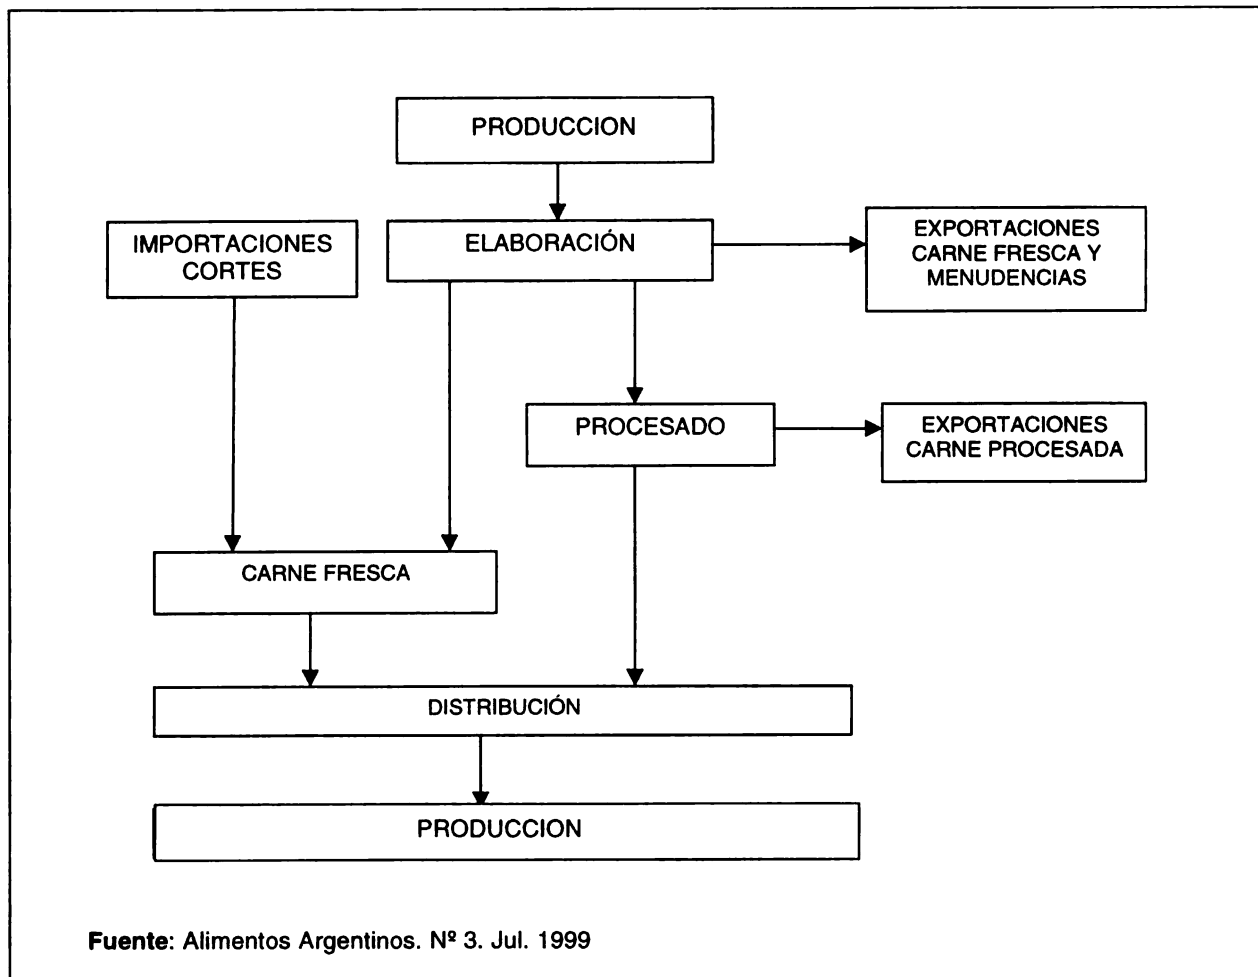 PRODUCCION
IMPORTACIONES
CORTES
ELABORACIÓN
EXPORTACIONES
CARNE FRESCA Y
MENUDENCIAS
PROCESADO
EXPORTACIONES
CARNE PROCESADA
CARNE FRESCA
DISTRIBUCIÓN
PRODUCCION
Fuente: Alimentos Argentinos. Nº 3. Jul. 1999